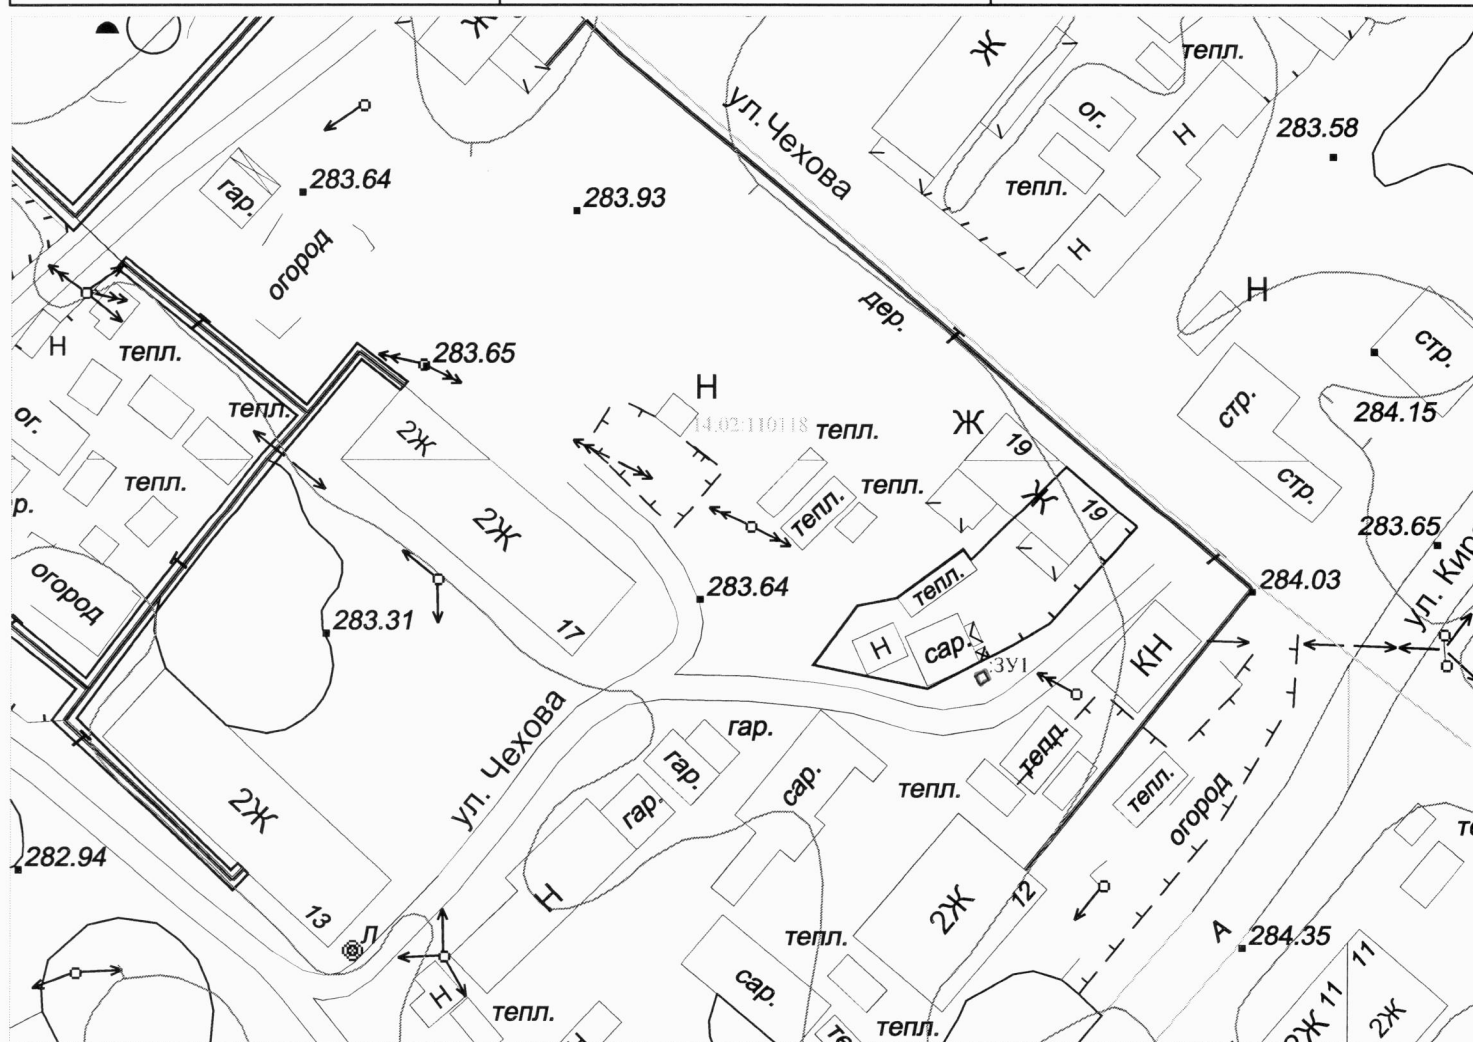 Ж
тепл.
ог.
Н
283.58
ул. Чехова
283.64
гар.
283.93
тепл.
огород
Н
Н
дер.
Н
тепл.
283.65
стр.
284.15
Н
14.02:110118
тепл.
Ж
19
стр.
ог.
тепл.
2Ж
тепл.
тепл.
тепл.
Ж
19
стр.
2Ж
283.65
огород
тепл.
284.03
283.64
ул. Кир
283.31
17
Н
сар.
:ЗУ1
КН
ул. Чехова
гар.
гар.
тепл.
гар.
сар.
тепл.
тепл.
огород
2Ж
282.94
Н
2Ж
12
13
Л
тепл.
А
284.35
сар.
Н
тепл.
тепл.
11
11
2Ж
2Ж